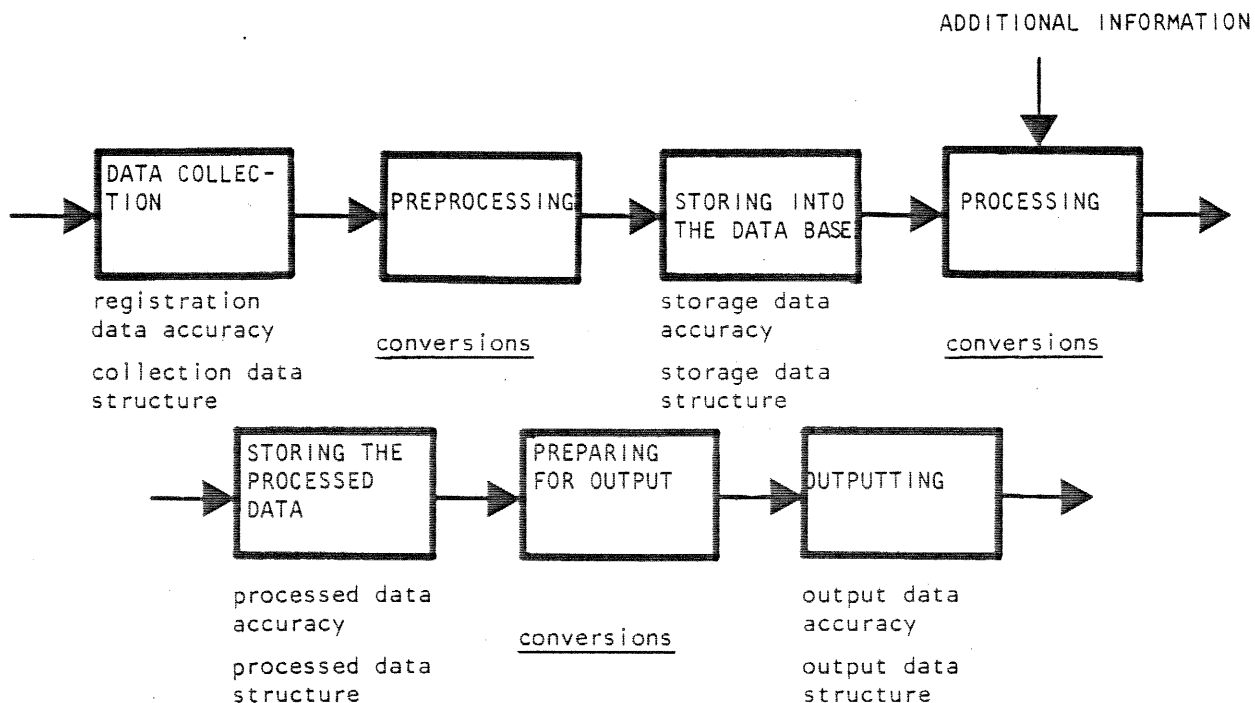 ADDITIONAL INFORMATION
DATA COLLEC-
TION
PREPROCESSING
STORING INTO
THE DATA BASE
PROCESSING
registration
data accuracy
collection data
structure
conversions
storage data
accuracy
storage data
structure
conversions
STORING THE
PROCESSED
DATA
PREPARING
FOR OUTPUT
OUTPUTTING
processed data
accuracy
processed data
structure
conversions
output data
accuracy
output data
structure